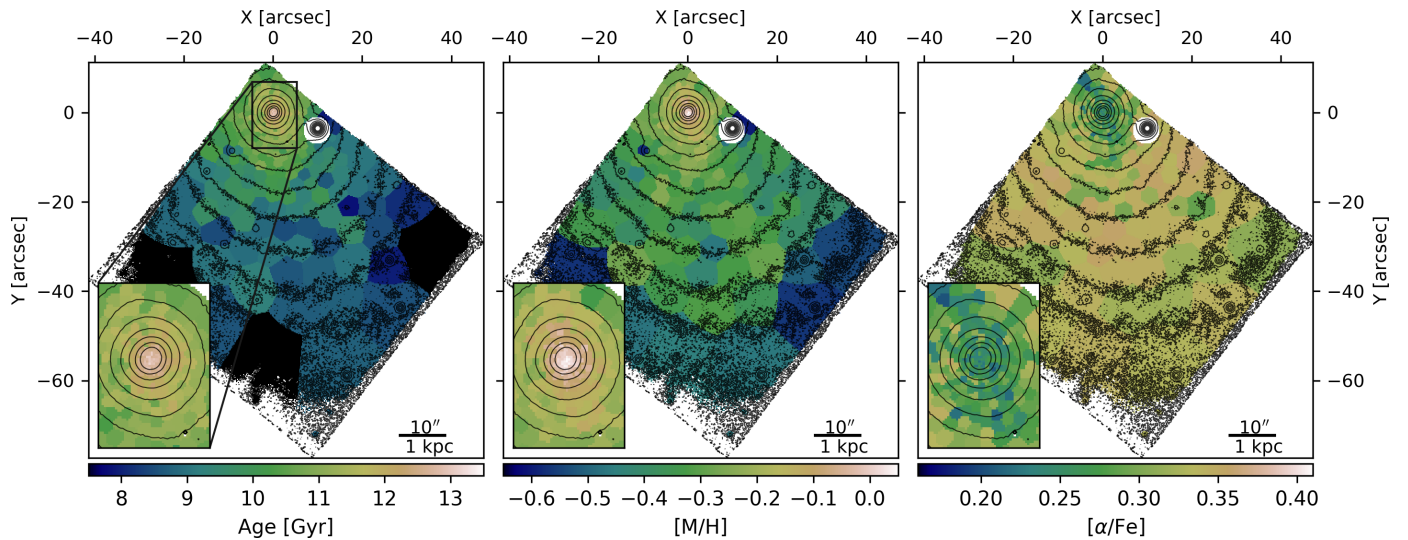 X [arcsec] X [arcsec] X [arcsec]
−40 −20 0 20 40 −40 −20 0 20 40 −40 −20 0 20 40
0 0
−20 −20
Y [arcsec] Y [arcsec]
−40 −40
−60 −60
10″ 10″ 10″
1 kpc 1 kpc 1 kpc
8 9 10 11 12 13 −0.6 −0.5 −0.4 −0.3 −0.2 −0.1 0.0 0.20 0.25 0.30 0.35 0.40
Age [Gyr] [M/H] [α/Fe]